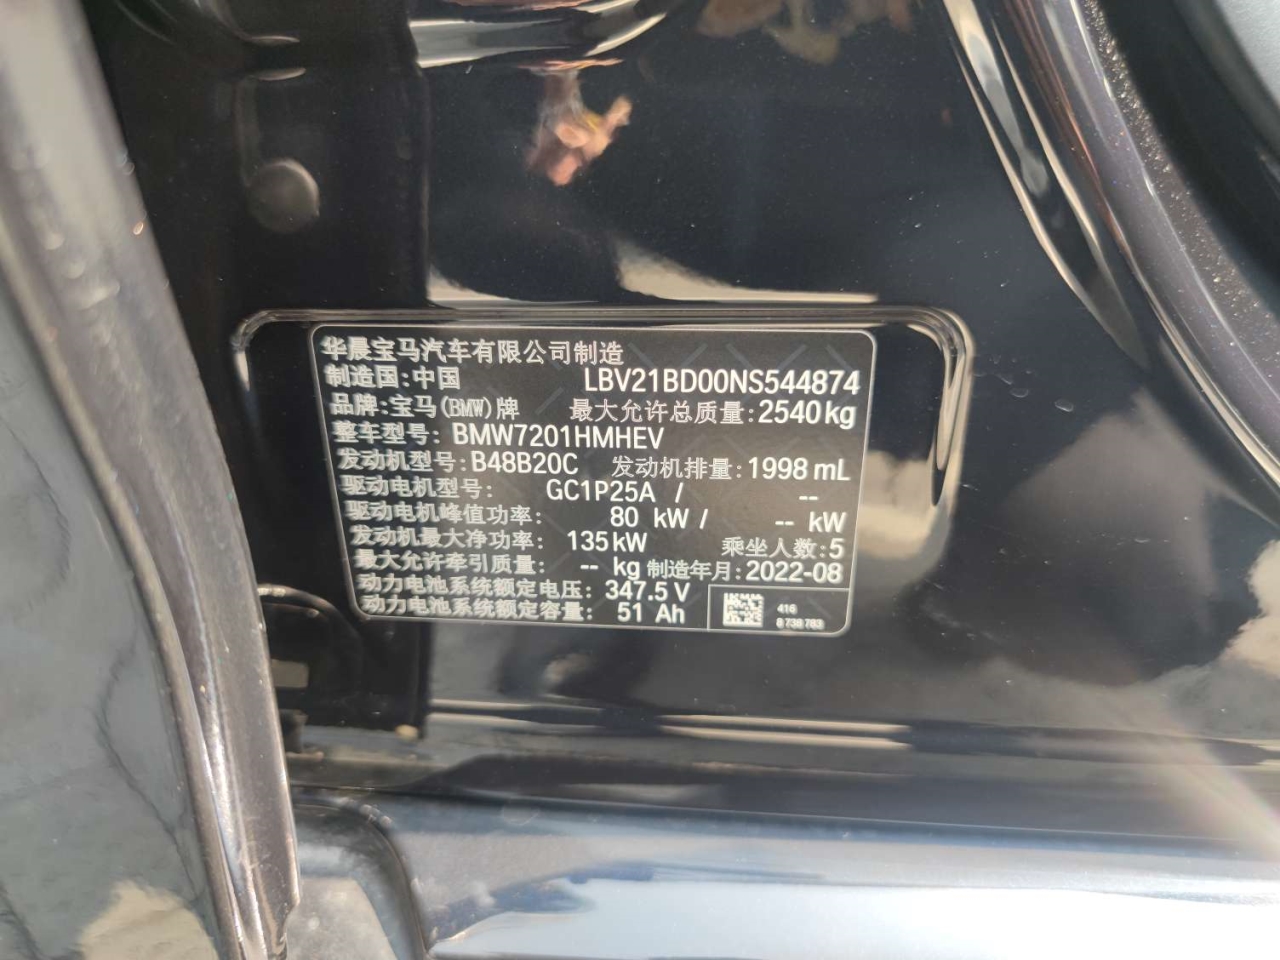 华晨宝马汽车有限公司制造
制造国:中国 LBV21BD00NS544874
品牌:宝马(BMW)牌 最大允许总质量:2540kg
整车型号:BMW7201HMHEV
发动机型号:B48B20C 发动机排量:1998 mL
驱动电机型号: GC1P25A / --
驱动电机峰值功率: 80 kW / -- kW
发动机最大净功率: 135kW 乘坐人数:5
最大允许牵引质量: -- kg 制造年月:2022-08
动力电池系统额定电压: 347.5 V
动力电池系统额定容量: 51 Ah
416
8 738 783